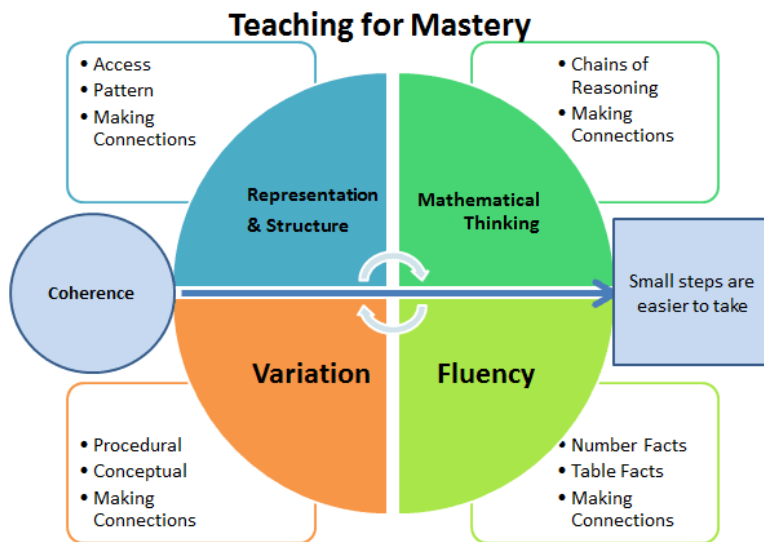 Teaching for Mastery
• Access
• Pattern
• Making
Connections
• Chains of
Reasoning
• Making
Connections
Representation
& Structure
Mathematical
Thinking
Coherence
Small steps are
easier to take
Variation
Fluency
• Procedural
• Conceptual
• Making
Connections
• Number Facts
• Table Facts
• Making
Connections